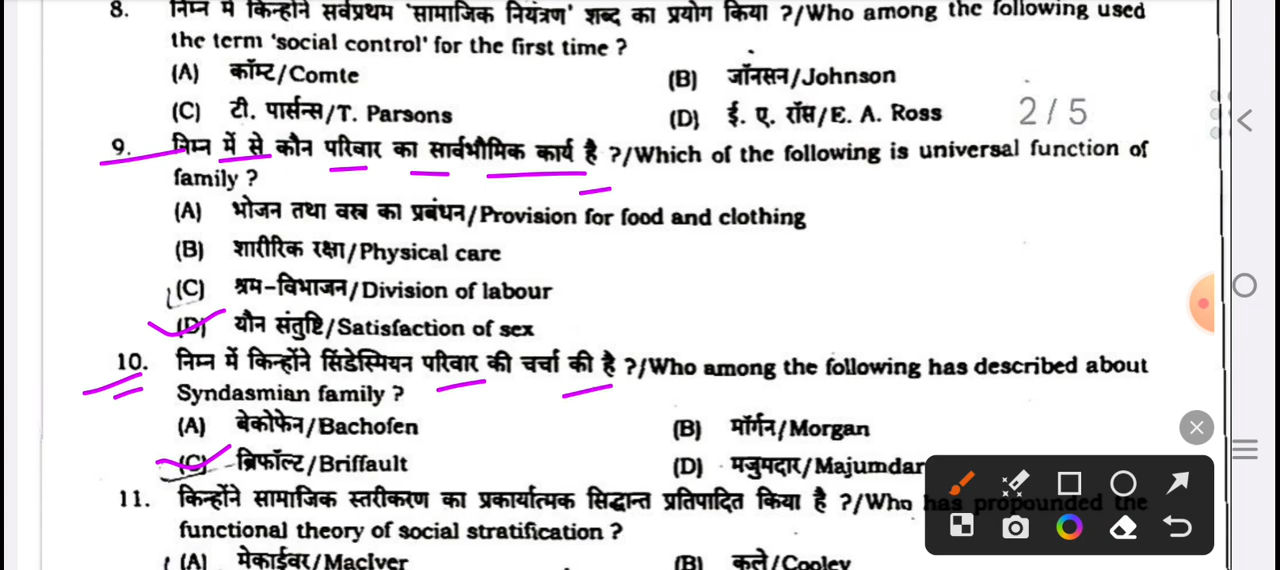 8. निम्न में किन्होंने सर्वप्रथम 'सामाजिक नियंत्रण' शब्द का प्रयोग किया ?/Who among the following used
the term 'social control' for the first time ?
(A) कॉम्ट/Comte (B) जॉनसन/Johnson
(C) टी. पार्सन्स/T. Parsons (D) ई. ए. रॉस/E. A. Ross 2/5
9. निम्न में से कौन परिवार का सार्वभौमिक कार्य है ?/Which of the following is universal function of
family ?
(A) भोजन तथा वस्त्र का प्रबंधन/Provision for food and clothing
(B) शारीरिक रक्षा/Physical care
(C) श्रम-विभाजन/Division of labour
(D) यौन संतुष्टि/Satisfaction of sex
10. निम्न में किन्होंने सिंडेस्मियन परिवार की चर्चा की है ?/Who among the following has described about
Syndasmian family ?
(A) बेकोफेन/Bachofen (B) मॉर्गन/Morgan
(C) ब्रिफॉल्ट/Briffault (D) मजुमदार/Majumdar
11. किन्होंने सामाजिक स्तरीकरण का प्रकार्यात्मक सिद्धान्त प्रतिपादित किया है ?/Who has propounded the
functional theory of social stratification ?
(A) मेकाईवर/MacIver (B) कूले/Cooley